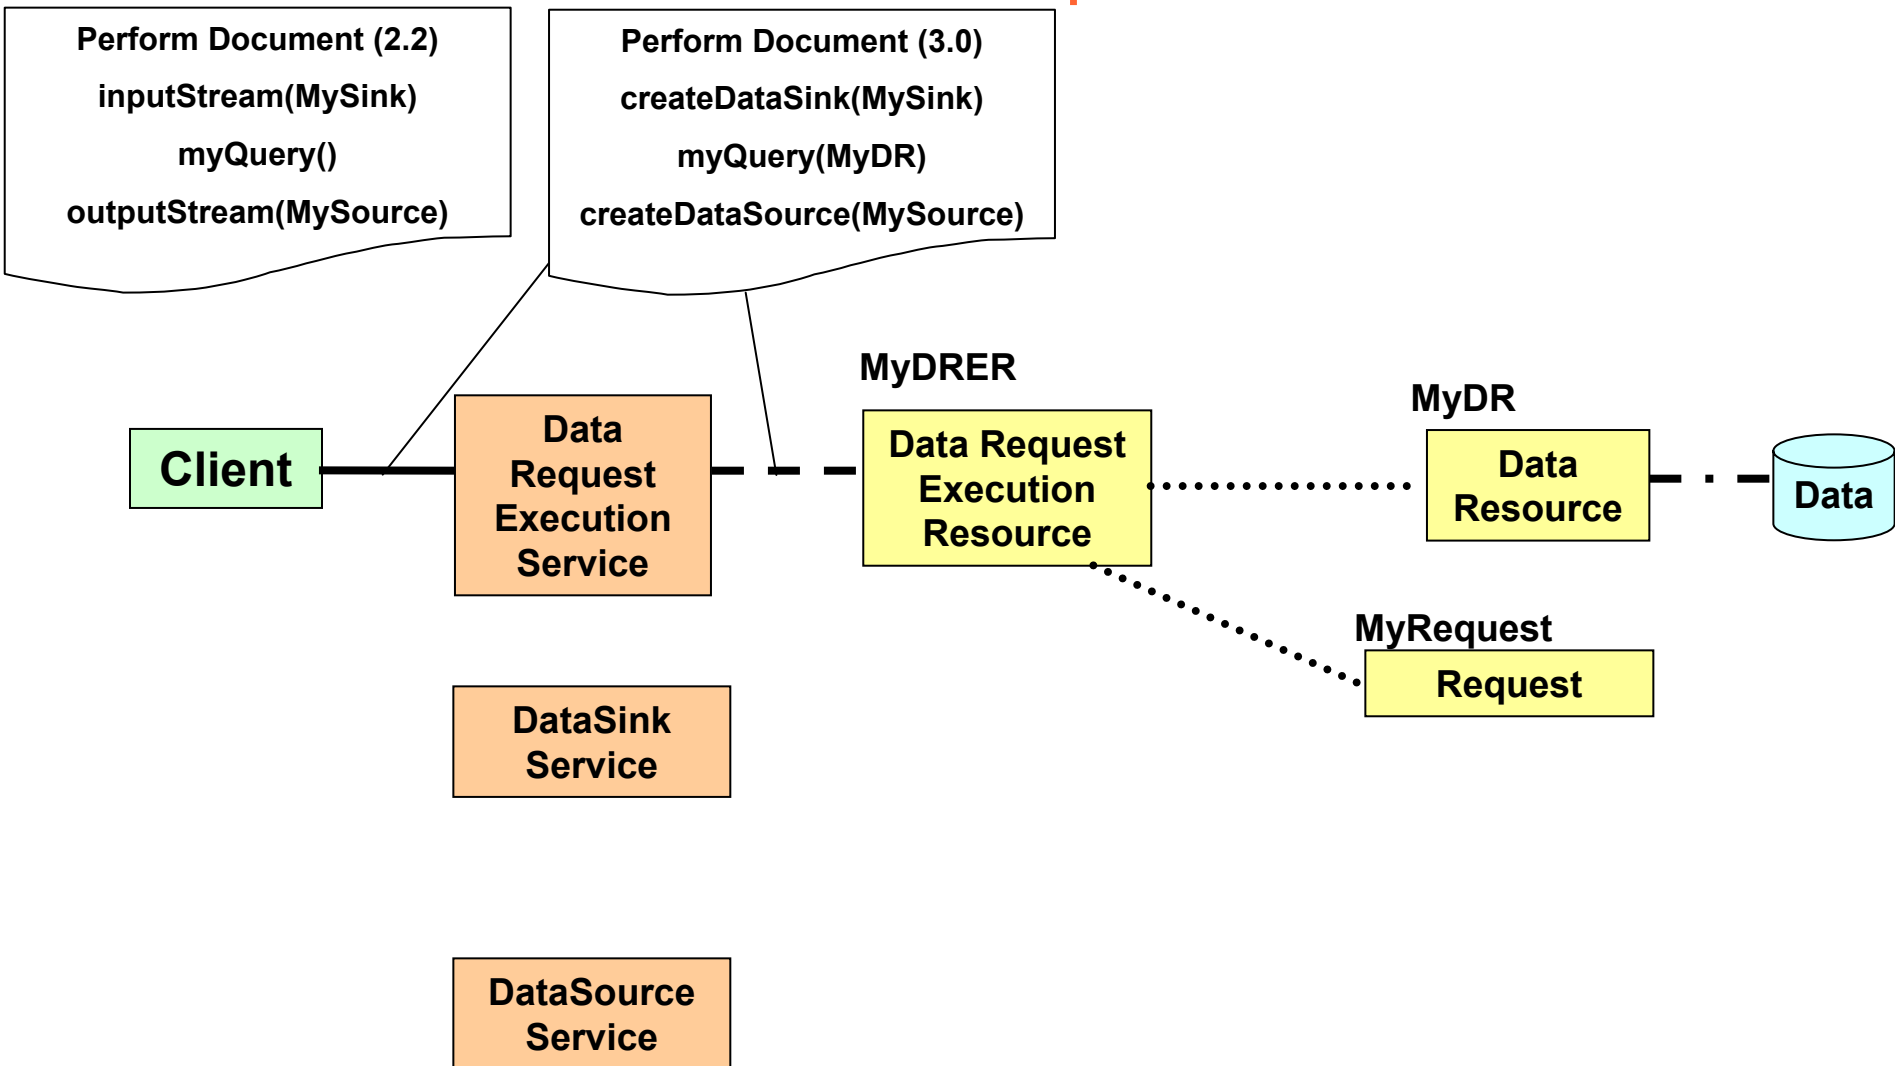 Perform Document (2.2)
inputStream(MySink)
myQuery()
outputStream(MySource)
Perform Document (3.0)
createDataSink(MySink)
myQuery(MyDR)
createDataSource(MySource)
Client
Data
Request
Execution
Service
MyDRER
Data Request
Execution
Resource
MyDR
Data
Resource
Data
MyRequest
Request
DataSink
Service
DataSource
Service